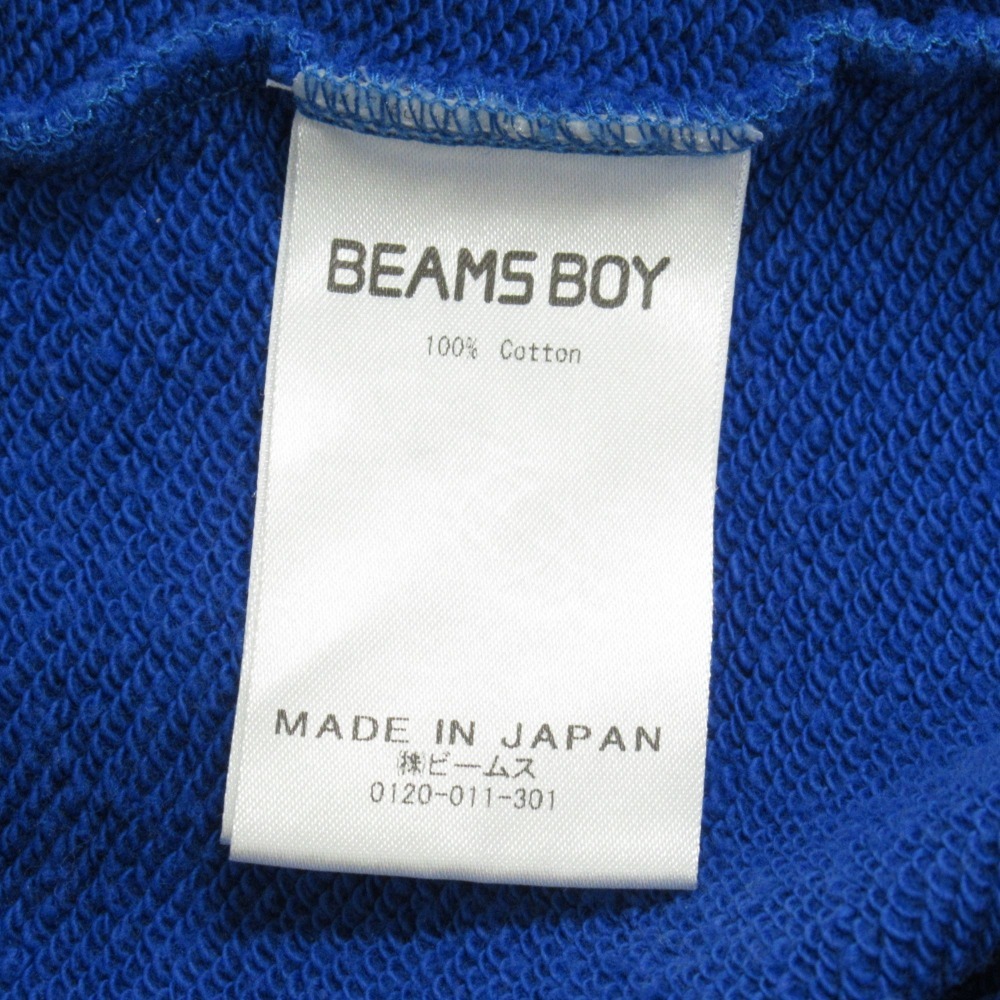 BEAMS BOY
100% Cotton
MADE IN JAPAN
㈱ビームス
0120-011-301